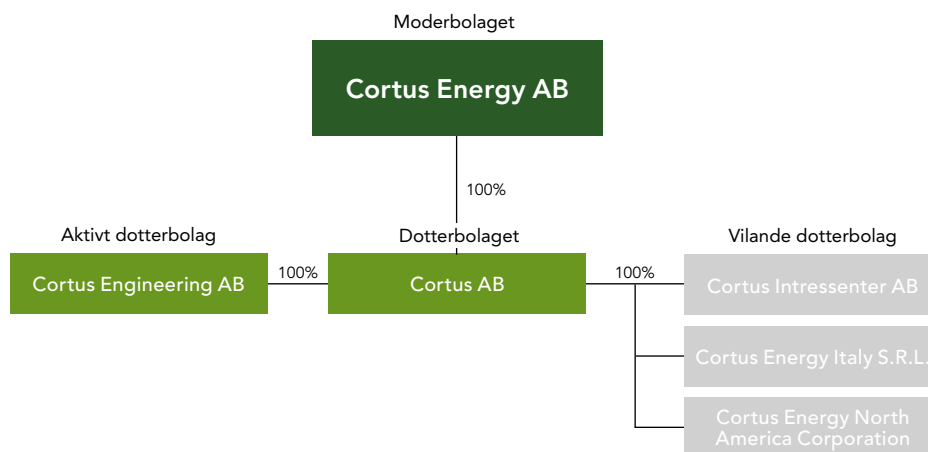 Moderbolaget
Cortus Energy AB
100%
Aktivt dotterbolag
Dotterbolaget
Vilande dotterbolag
Cortus Engineering AB
100%
Cortus AB
100%
Cortus Intressenter AB
Cortus Energy Italy S.R.L.
Cortus Energy North
America Corporation